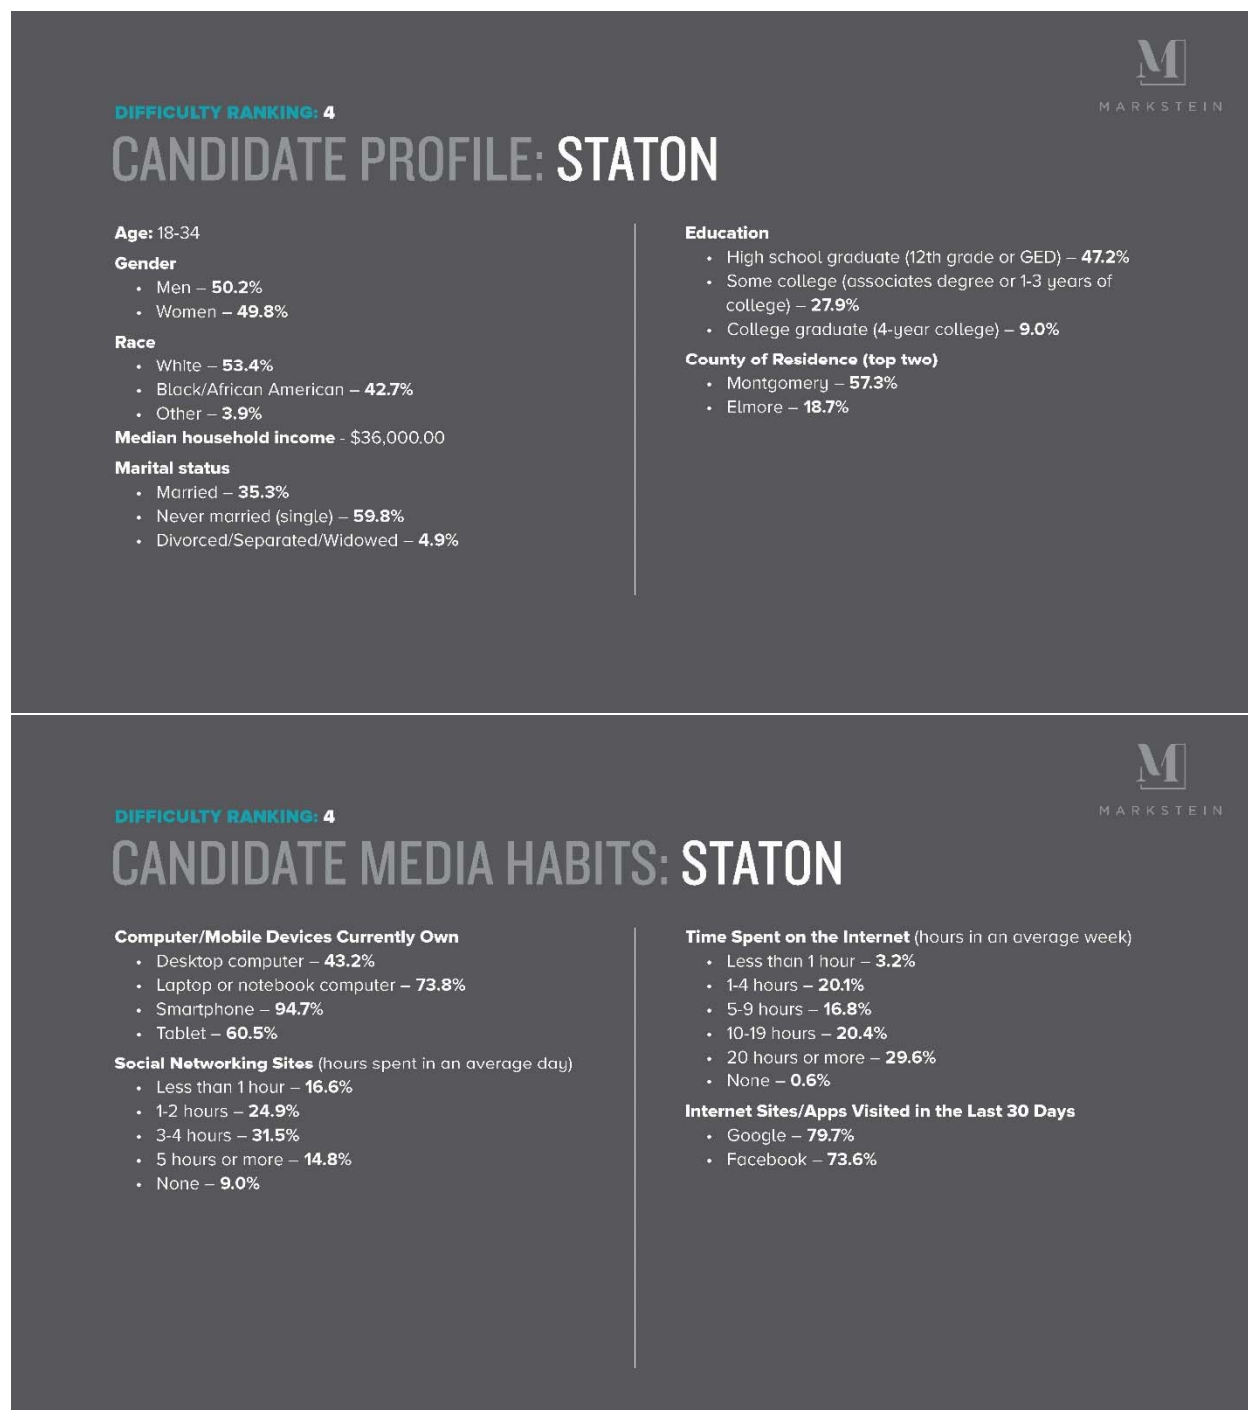 M
MARKSTEIN
DIFFICULTY RANKING: 4
CANDIDATE PROFILE: STATON
Age: 18-34
Gender
• Men – 50.2%
• Women – 49.8%
Race
• White – 53.4%
• Black/African American – 42.7%
• Other – 3.9%
Median household income - $36,000.00
Marital status
• Married – 35.3%
• Never married (single) – 59.8%
• Divorced/Separated/Widowed – 4.9%
Education
• High school graduate (12th grade or GED) – 47.2%
• Some college (associates degree or 1-3 years of
college) – 27.9%
• College graduate (4-year college) – 9.0%
County of Residence (top two)
• Montgomery – 57.3%
• Elmore – 18.7%
M
MARKSTEIN
DIFFICULTY RANKING: 4
CANDIDATE MEDIA HABITS: STATON
Computer/Mobile Devices Currently Own
• Desktop computer – 43.2%
• Laptop or notebook computer – 73.8%
• Smartphone – 94.7%
• Tablet – 60.5%
Social Networking Sites (hours spent in an average day)
• Less than 1 hour – 16.6%
• 1-2 hours – 24.9%
• 3-4 hours – 31.5%
• 5 hours or more – 14.8%
• None – 9.0%
Time Spent on the Internet (hours in an average week)
• Less than 1 hour – 3.2%
• 1-4 hours – 20.1%
• 5-9 hours – 16.8%
• 10-19 hours – 20.4%
• 20 hours or more – 29.6%
• None – 0.6%
Internet Sites/Apps Visited in the Last 30 Days
• Google – 79.7%
• Facebook – 73.6%